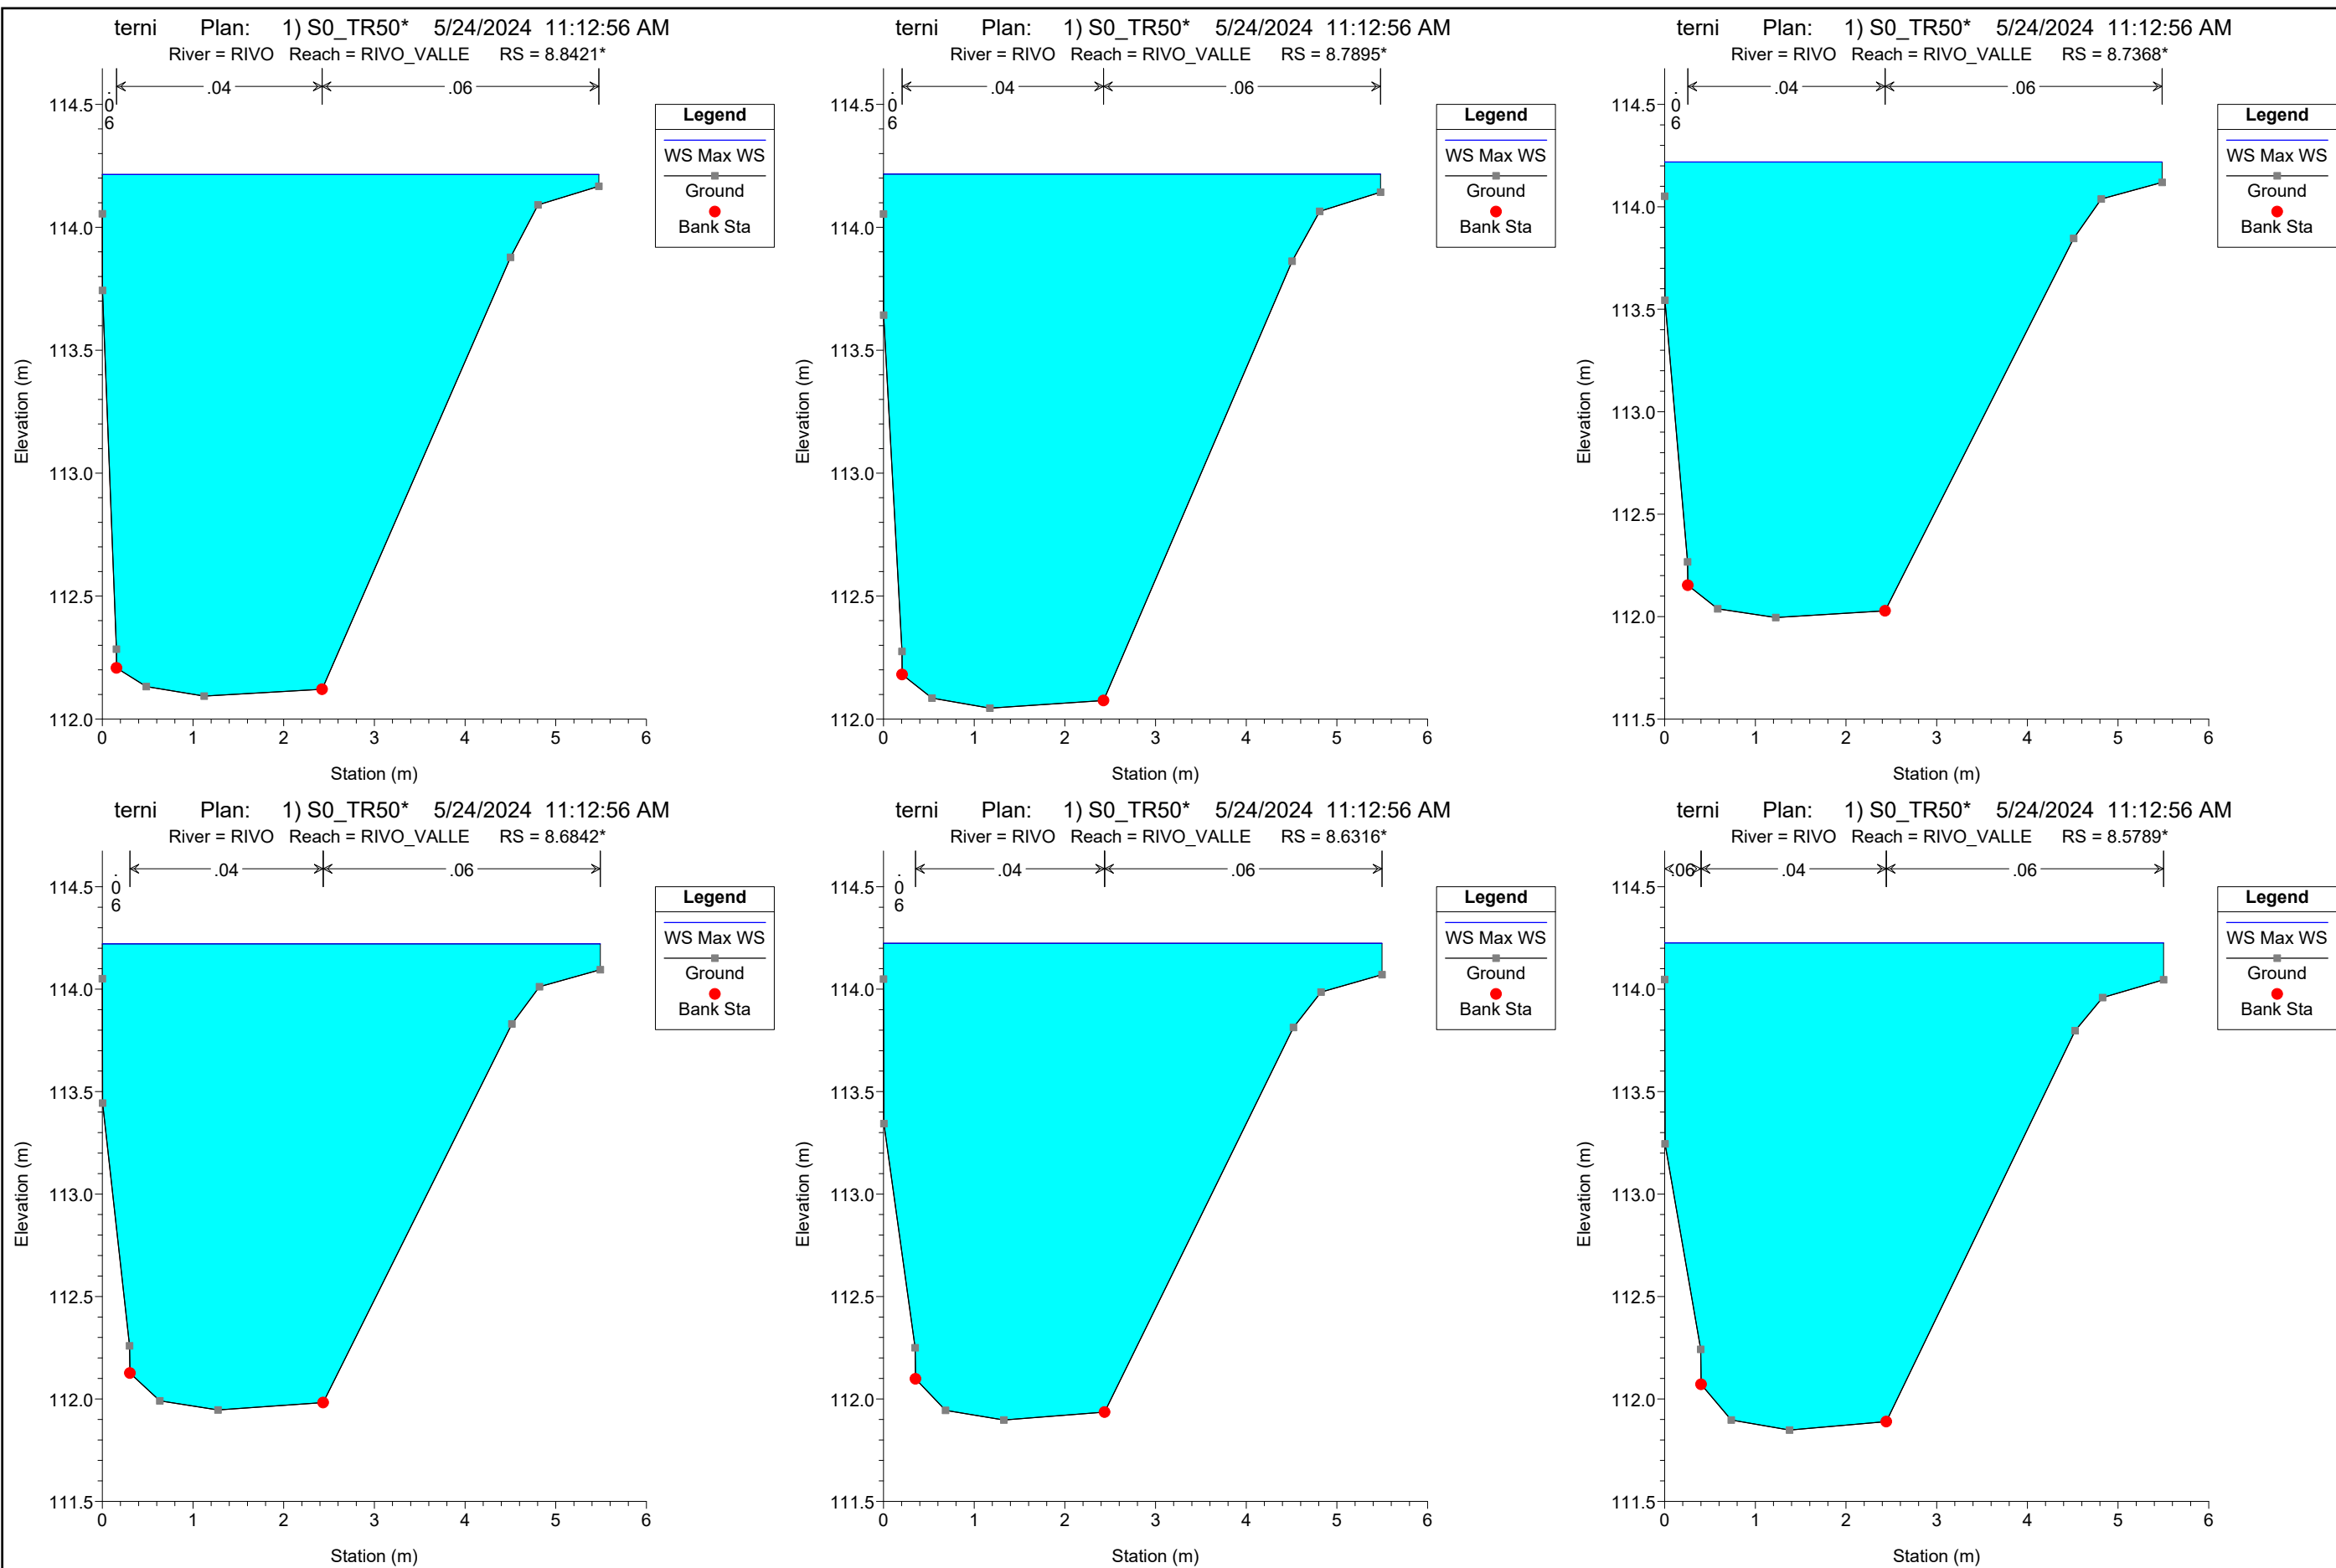 terni Plan: 1) S0_TR50* 5/24/2024 11:12:56 AM
River = RIVO Reach = RIVO_VALLE RS = 8.8421*
.06
.04
.06
Legend
WS Max WS
Ground
Bank Sta
114.5
114.0
113.5
113.0
112.5
112.0
Elevation (m)
0 1 2 3 4 5 6
Station (m)
terni Plan: 1) S0_TR50* 5/24/2024 11:12:56 AM
River = RIVO Reach = RIVO_VALLE RS = 8.7895*
.06
.04
.06
Legend
WS Max WS
Ground
Bank Sta
114.5
114.0
113.5
113.0
112.5
112.0
Elevation (m)
0 1 2 3 4 5 6
Station (m)
terni Plan: 1) S0_TR50* 5/24/2024 11:12:56 AM
River = RIVO Reach = RIVO_VALLE RS = 8.7368*
.06
.04
.06
Legend
WS Max WS
Ground
Bank Sta
114.5
114.0
113.5
113.0
112.5
112.0
111.5
Elevation (m)
0 1 2 3 4 5 6
Station (m)
terni Plan: 1) S0_TR50* 5/24/2024 11:12:56 AM
River = RIVO Reach = RIVO_VALLE RS = 8.6842*
.06
.04
.06
Legend
WS Max WS
Ground
Bank Sta
114.5
114.0
113.5
113.0
112.5
112.0
111.5
Elevation (m)
0 1 2 3 4 5 6
Station (m)
terni Plan: 1) S0_TR50* 5/24/2024 11:12:56 AM
River = RIVO Reach = RIVO_VALLE RS = 8.6316*
.06
.04
.06
Legend
WS Max WS
Ground
Bank Sta
114.5
114.0
113.5
113.0
112.5
112.0
111.5
Elevation (m)
0 1 2 3 4 5 6
Station (m)
terni Plan: 1) S0_TR50* 5/24/2024 11:12:56 AM
River = RIVO Reach = RIVO_VALLE RS = 8.5789*
.06
.04
.06
Legend
WS Max WS
Ground
Bank Sta
114.5
114.0
113.5
113.0
112.5
112.0
111.5
Elevation (m)
0 1 2 3 4 5 6
Station (m)